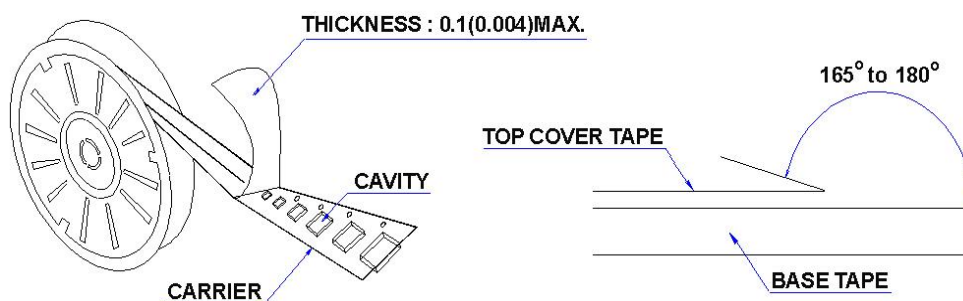 THICKNESS : 0.1(0.004)MAX.
CAVITY
CARRIER
165° to 180°
TOP COVER TAPE
BASE TAPE